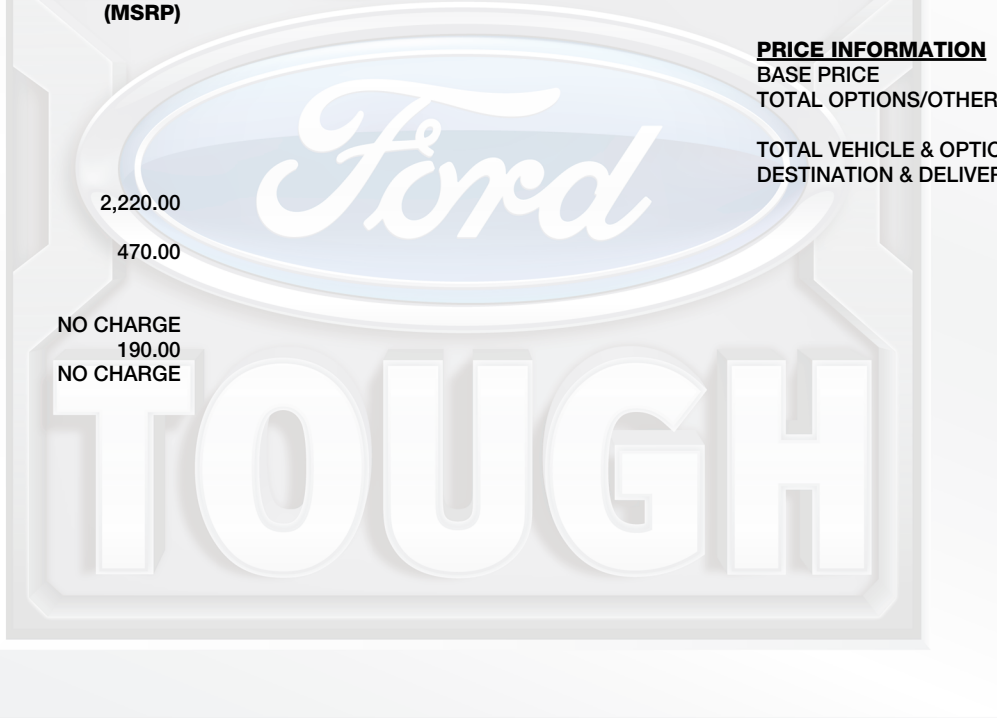 (MSRP)
2,220.00
470.00
NO CHARGE
190.00
NO CHARGE
PRICE INFORMATION
BASE PRICE
TOTAL OPTIONS/OTHER
TOTAL VEHICLE & OPTIO
DESTINATION & DELIVER
Ford
TOUGH